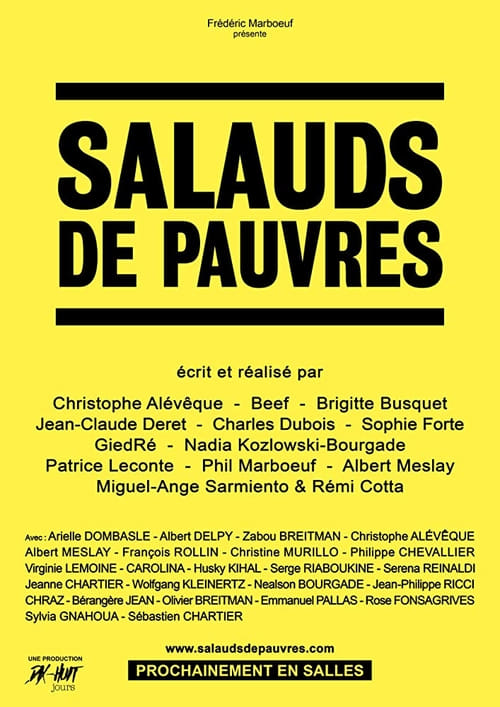 Frédéric Marboeuf
présente
SALAUDS
DE PAUVRES
écrit et réalisé par
Christophe Alévêque - Beef - Brigitte Busquet
Jean-Claude Deret - Charles Dubois - Sophie Forte
GiedRé - Nadia Kozlowski-Bourgade
Patrice Leconte - Phil Marboeuf - Albert Meslay
Miguel-Ange Sarmiento & Rémi Cotta
Avec : Arielle DOMBASLE - Albert DELPY - Zabou BREITMAN - Christophe ALÉVÊQUE
Albert MESLAY - François ROLLIN - Christine MURILLO - Philippe CHEVALLIER
Virginie LEMOINE - CAROLINA - Husky KIHAL - Serge RIABOUKINE - Serena REINALDI
Jeanne CHARTIER - Wolfgang KLEINERTZ - Nealson BOURGADE - Jean-Philippe RICCI
CHRAZ - Bérangère JEAN - Olivier BREITMAN - Emmanuel PALLAS - Rose FONSAGRIVES
Sylvia GNAHOUA - Sébastien CHARTIER
www.salaudsdepauvres.com
PROCHAINEMENT EN SALLES
UNE PRODUCTION
DIX-HUIT
jours